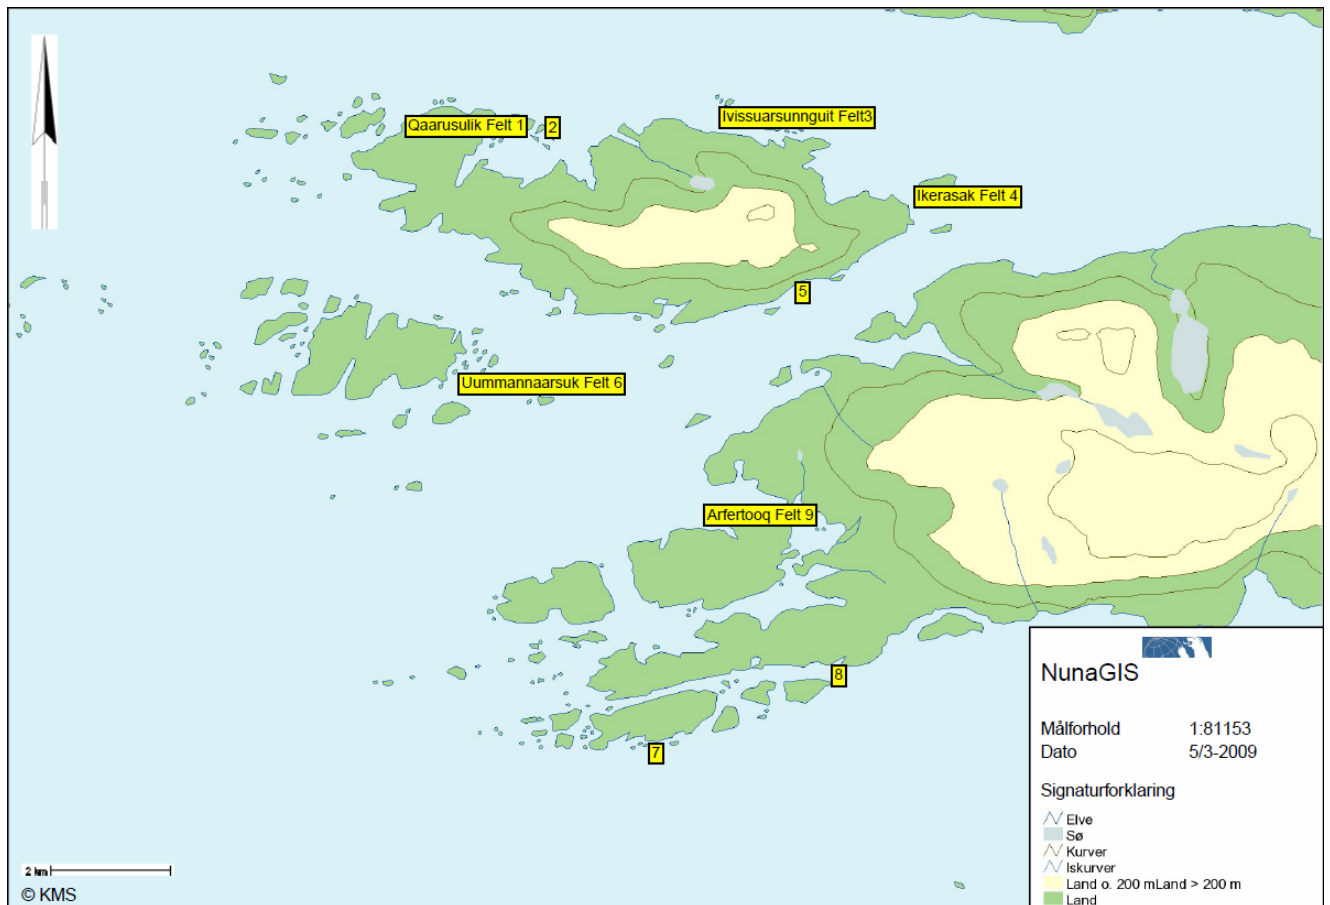 Qaarusulik Felt 1
2
Ivissuarsunnguit Felt3
Ikerasak Felt 4
5
Uummannaarsuk Felt 6
Arfertooq Felt 9
8
7
NunaGIS
Målforhold 1:81153
Dato 5/3-2009
Signaturforklaring
Elve
Sø
Kurver
Iskurver
Land o. 200 mLand > 200 m
Land
2 km
© KMS